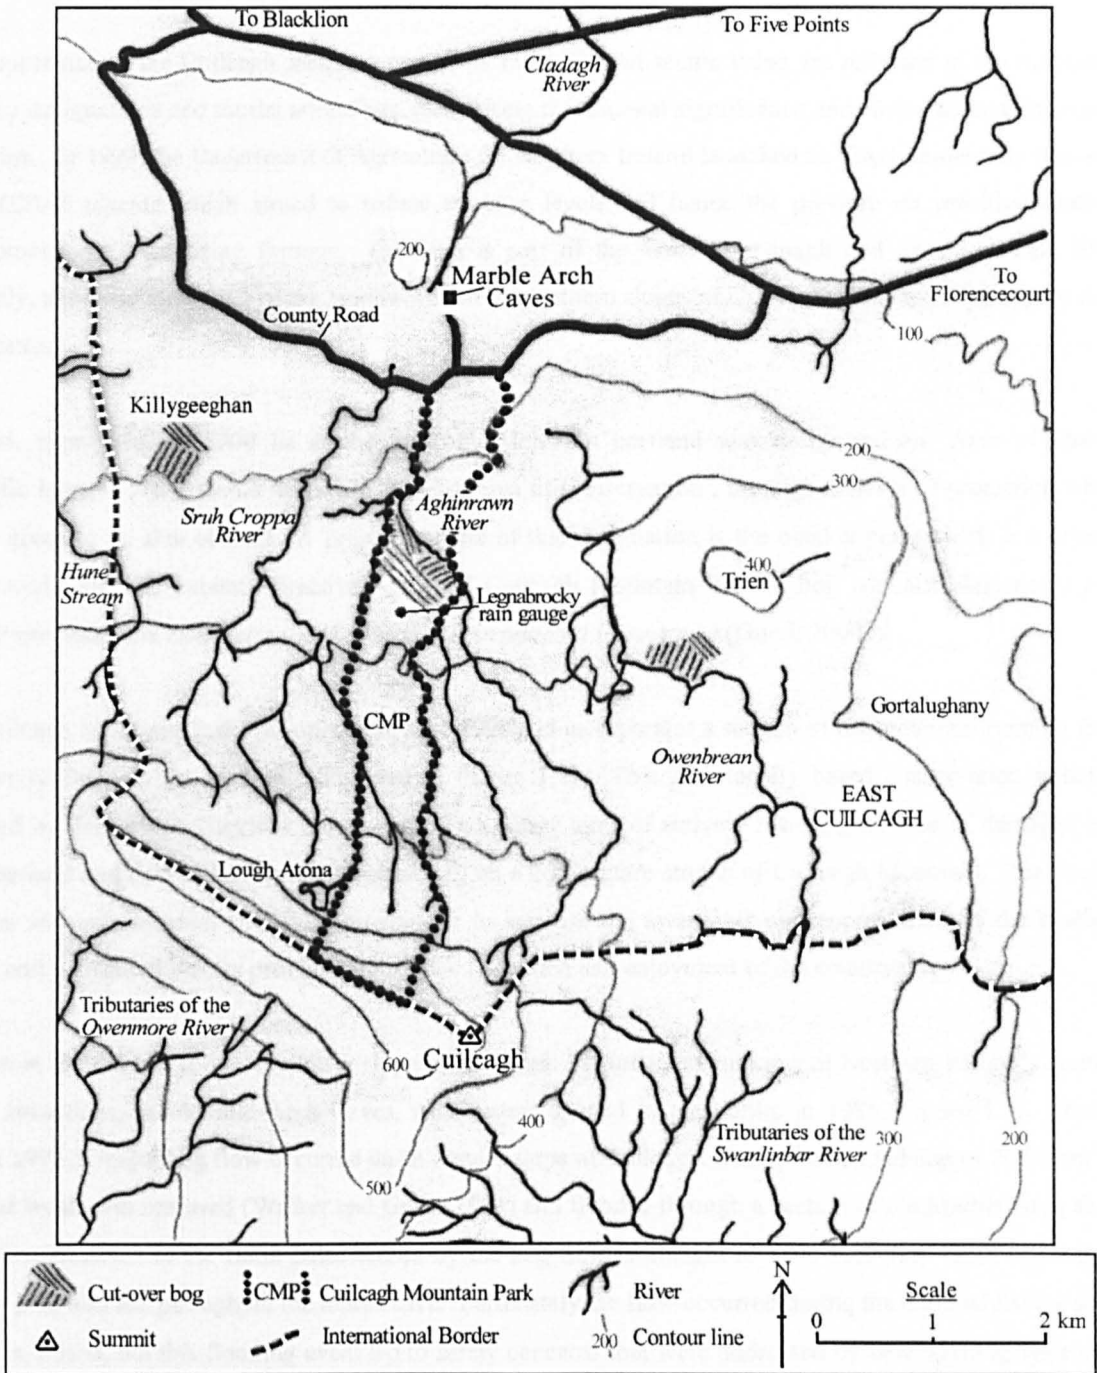 To Blacklion
To Five Points
Cladagh
River
200
Marble Arch
Caves
To
Florencecourt
County Road
100
Killygeeghan
200
300
Sruh Croppa
River
Aghinrawn
River
Hune
Stream
400
Trien
Legnabrocky
rain gauge
CMP
Gortalughany
Owenbrean
River
EAST
CUILCAGH
Lough Atona
Tributaries of the
Owenmore River
600
Cuilcagh
400
Tributaries of the
Swanlinbar River
300
200
500
Cut-over bog
CMP
Cuilcagh Mountain Park
River
N
Scale
Summit
International Border
200
Contour line
0 1 2 km